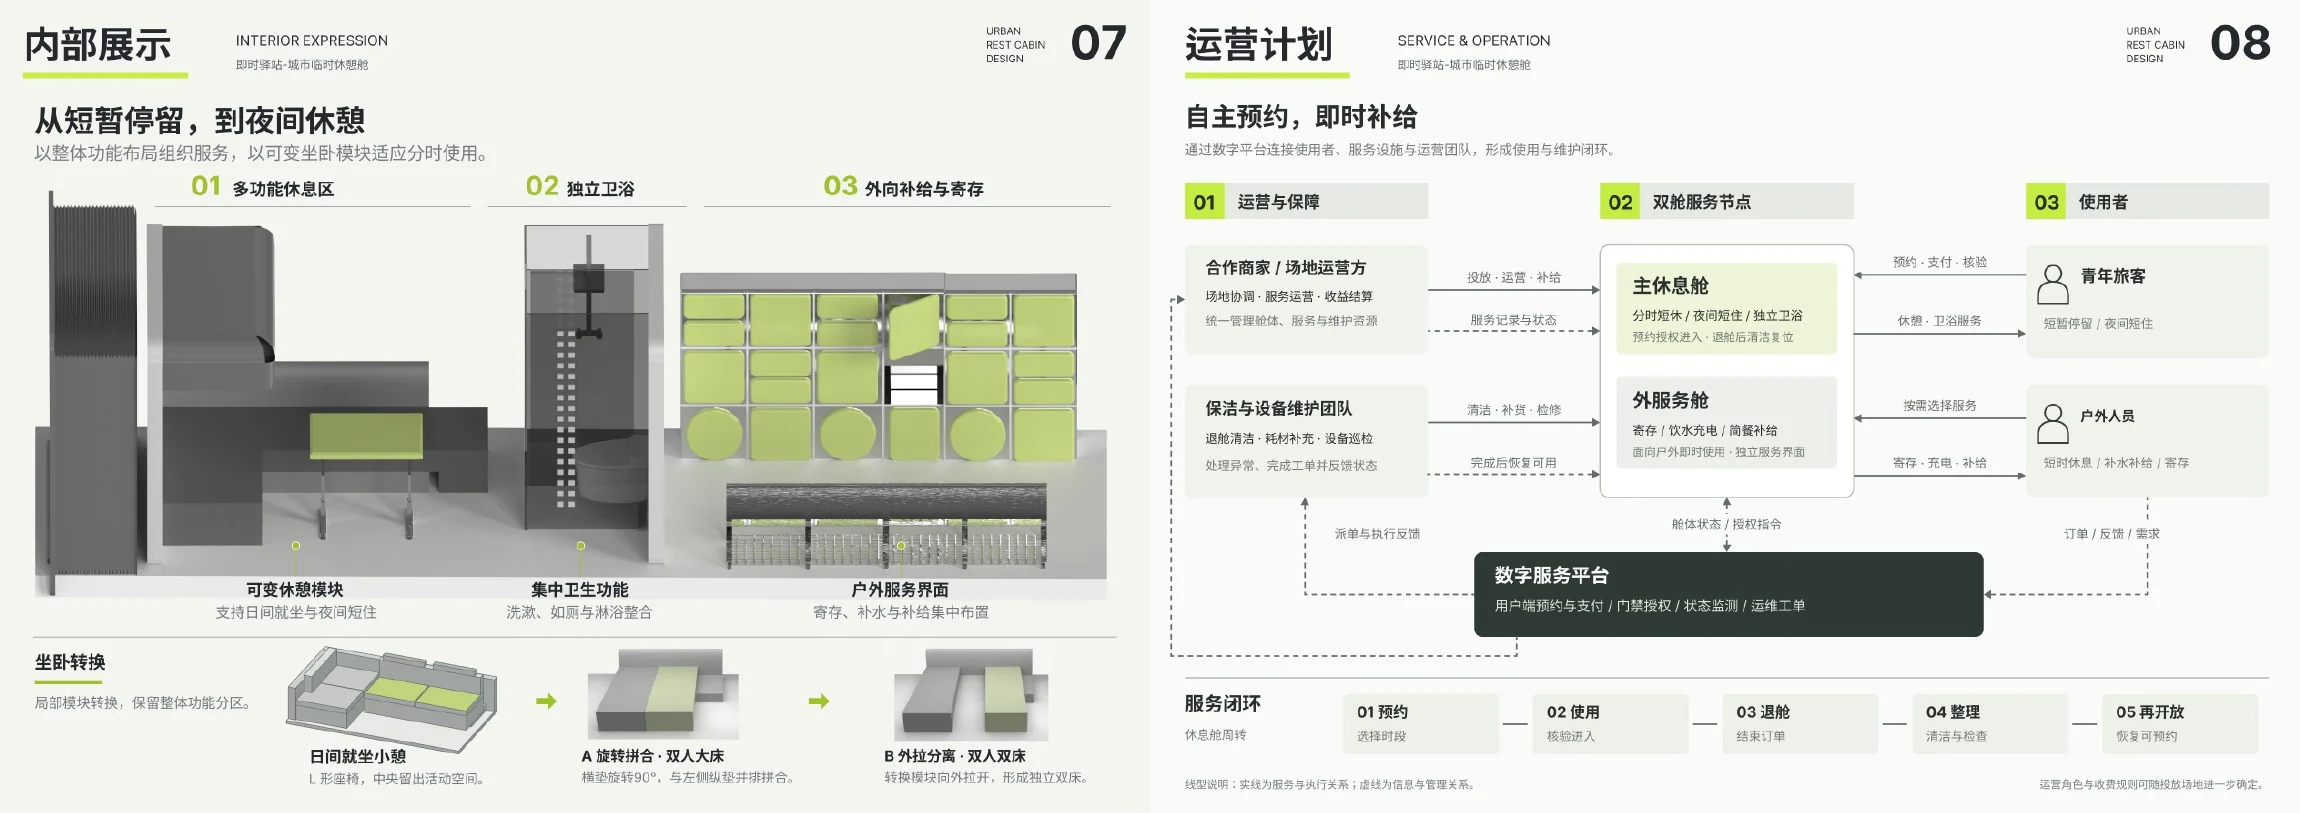 内部展示
INTERIOR EXPRESSION
即时驿站-城市临时休憩舱
URBAN
REST CABIN
DESIGN
07
从短暂停留，到夜间休憩
以整体功能布局组织服务，以可变坐卧模块适应分时使用。
01 多功能休息区
02 独立卫浴
03 外向补给与寄存
可变休憩模块
支持日间就坐与夜间短住
集中卫生功能
洗漱、如厕与淋浴整合
户外服务界面
寄存、补水与补给集中布置
坐卧转换
局部模块转换，保留整体功能分区。
日间就坐小憩
L 形座椅，中央留出活动空间。
A 旋转拼合 · 双人大床
横垫旋转90°，与左侧纵垫并排拼合。
B 外拉分离 · 双人双床
转换模块向外拉开，形成独立双床。
运营计划
SERVICE & OPERATION
即时驿站-城市临时休憩舱
URBAN
REST CABIN
DESIGN
08
自主预约，即时补给
通过数字平台连接使用者、服务设施与运营团队，形成使用与维护闭环。
01 运营与保障
02 双舱服务节点
03 使用者
合作商家 / 场地运营方
场地协调 · 服务运营 · 收益结算
统一管理舱体、服务与维护资源
投放 · 运营 · 补给
服务记录与状态
主休息舱
分时短休 / 夜间短住 / 独立卫浴
预约授权进入 · 退舱后清洁复位
预约 · 支付 · 核验
休憩 · 卫浴服务
青年旅客
短暂停留 / 夜间短住
保洁与设备维护团队
退舱清洁 · 耗材补充 · 设备巡检
处理异常、完成工单并反馈状态
清洁 · 补货 · 检修
完成后恢复可用
外服务舱
寄存 / 饮水充电 / 简餐补给
面向户外即时使用 · 独立服务界面
按需选择服务
寄存 · 充电 · 补给
户外人员
短时休息 / 补水补给 / 寄存
派单与执行反馈
舱体状态 / 授权指令
订单 / 反馈 / 需求
数字服务平台
用户端预约与支付 / 门禁授权 / 状态监测 / 运维工单
服务闭环
休息舱周转
01 预约
选择时段
02 使用
核验进入
03 退舱
结束订单
04 整理
清洁与检查
05 再开放
恢复可预约
线型说明：实线为服务与执行关系；虚线为信息与管理关系。
运营角色与收费规则可随投放场地进一步确定。